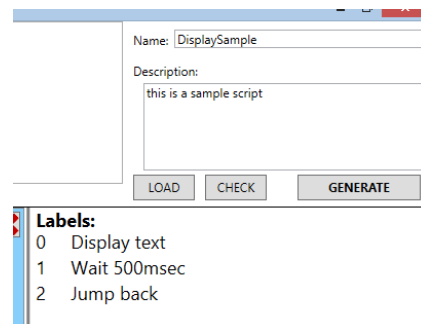 Name: DisplaySample
Description:
this is a sample script
LOAD CHECK GENERATE
Labels:
0 Display text
1 Wait 500msec
2 Jump back